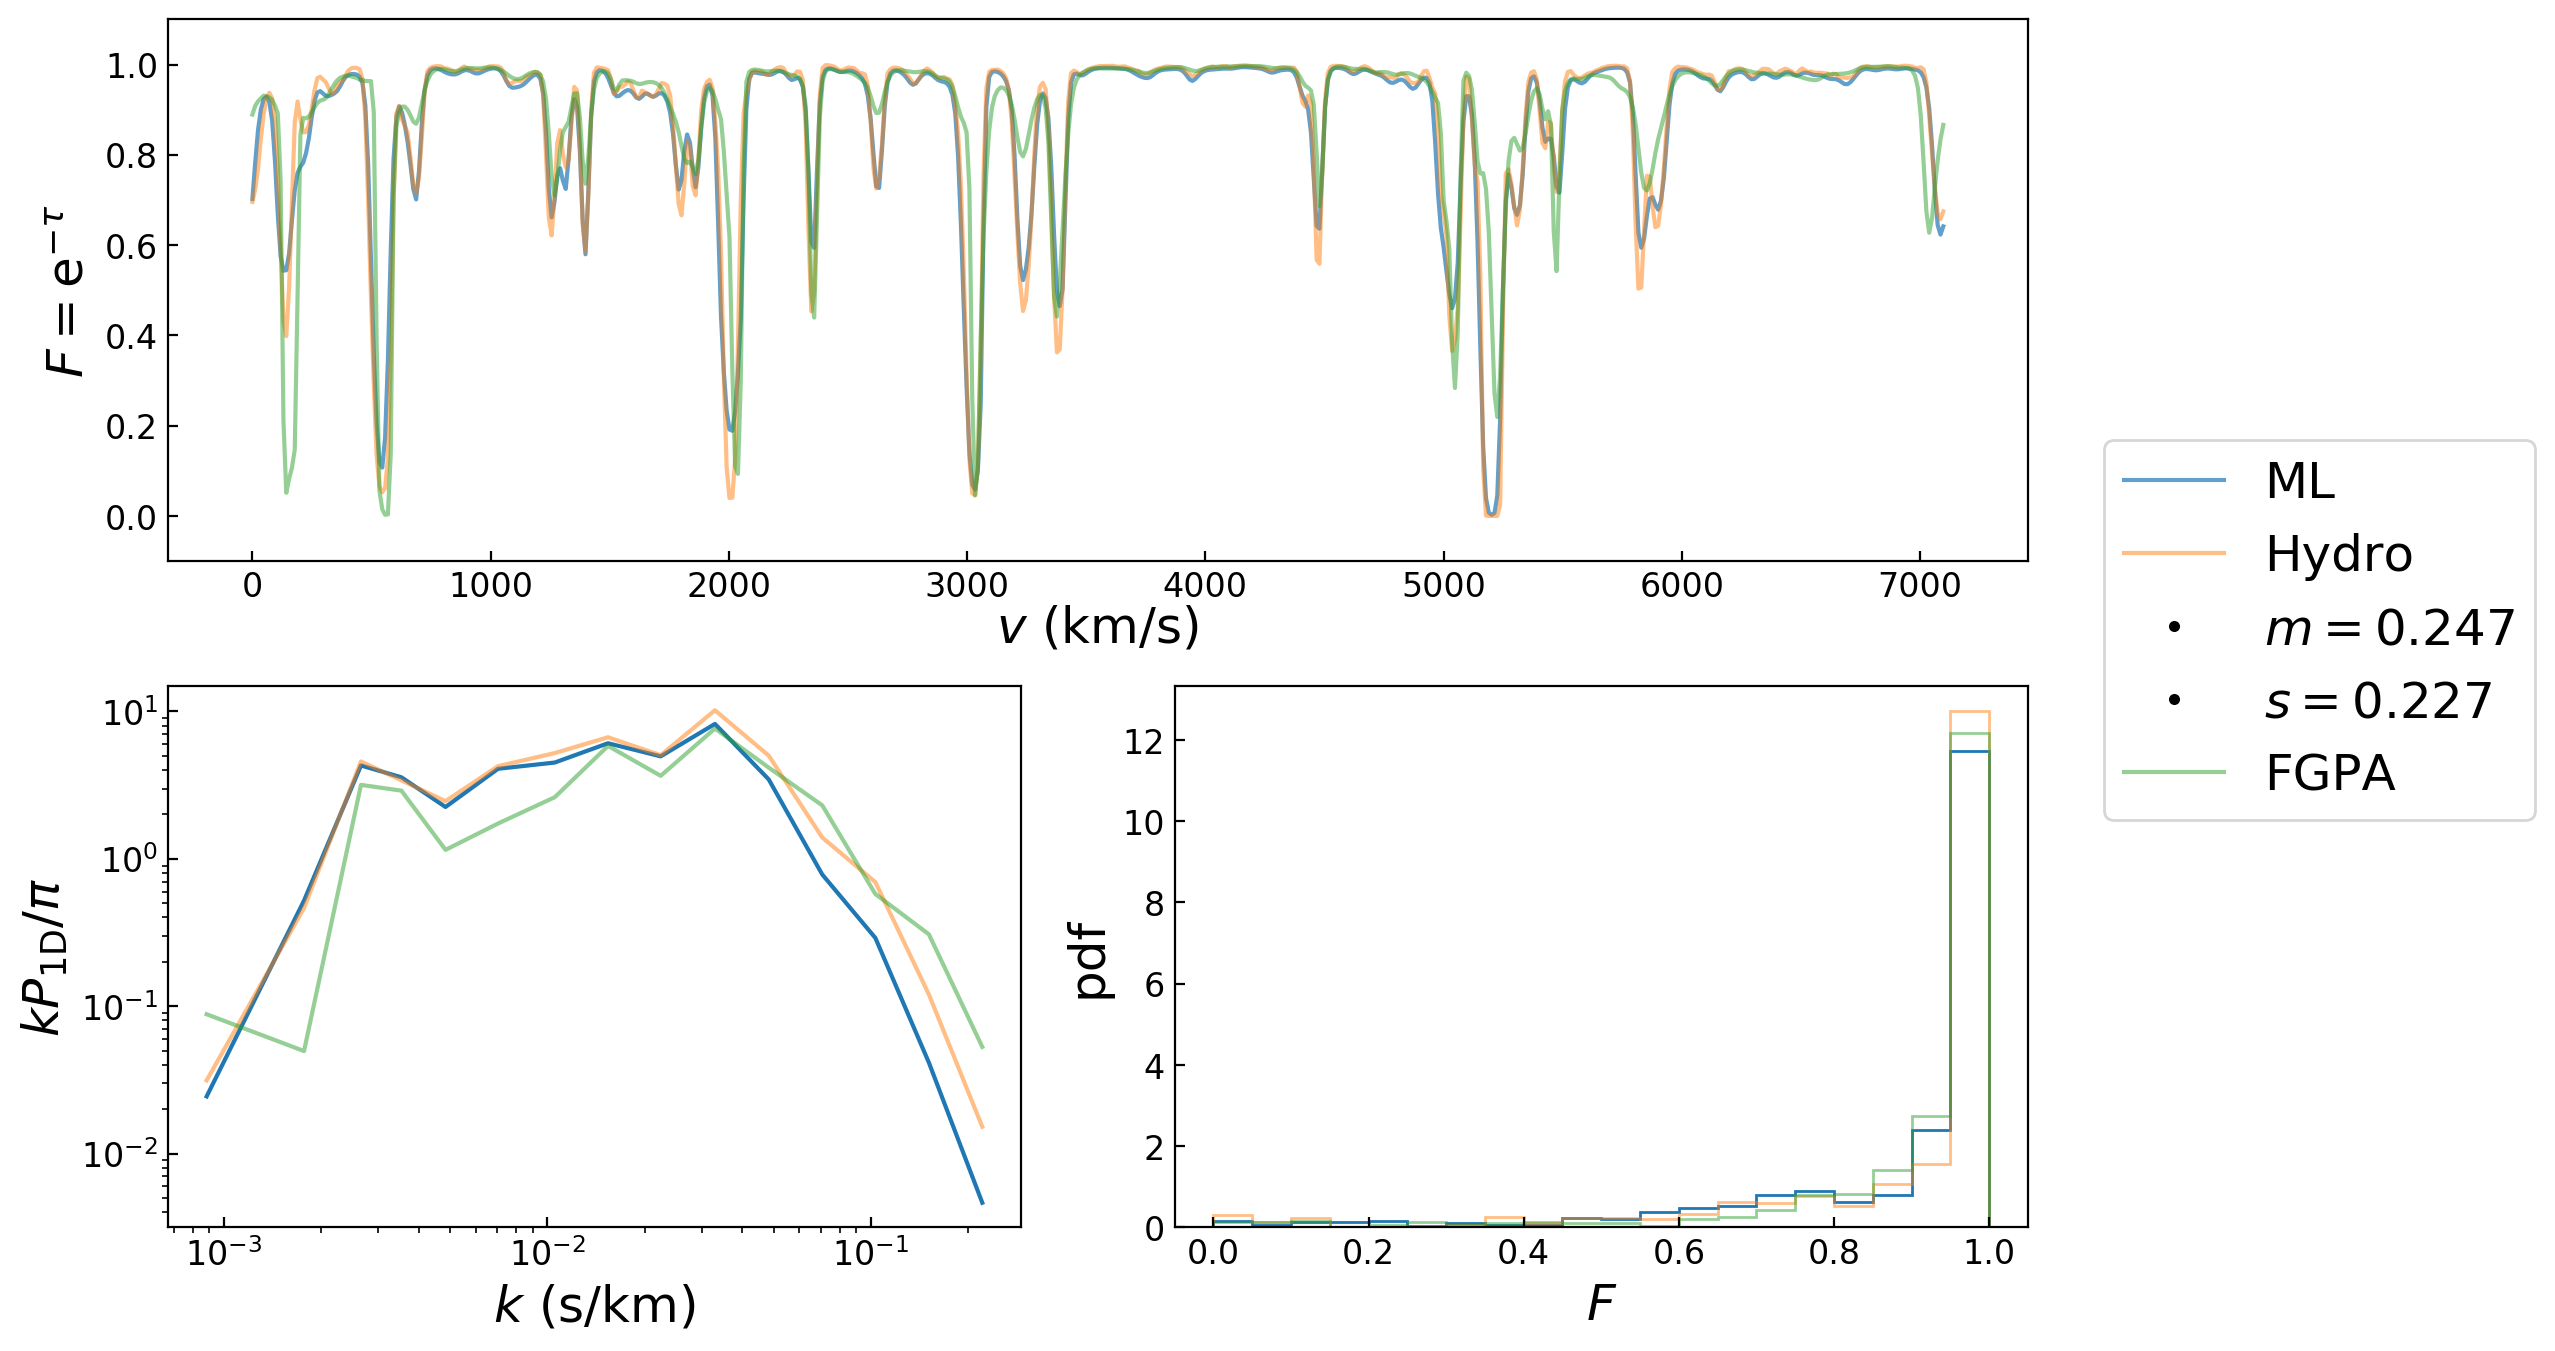 F = e^{-τ}
1.0
0.8
0.6
0.4
0.2
0.0
0 1000 2000 3000 4000 5000 6000 7000
v (km/s)
ML
Hydro
m = 0.247
s = 0.227
FGPA
kP_{1D}/π
10^1
10^0
10^{-1}
10^{-2}
10^{-3} 10^{-2} 10^{-1}
k (s/km)
pdf
12
10
8
6
4
2
0
0.0 0.2 0.4 0.6 0.8 1.0
F